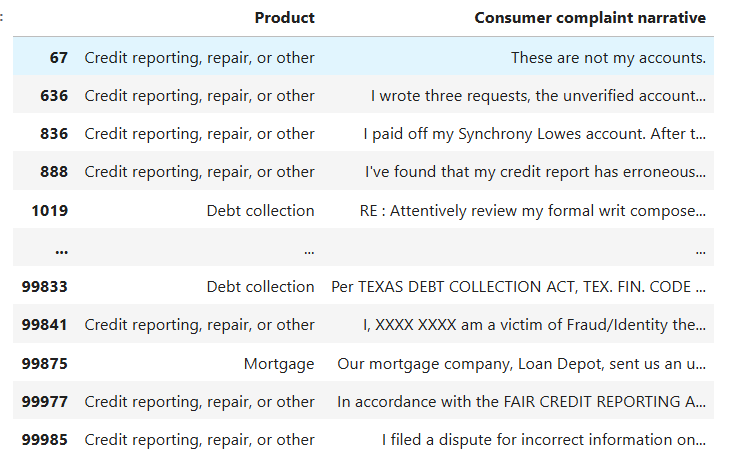 :
Product Consumer complaint narrative
67 Credit reporting, repair, or other These are not my accounts.
636 Credit reporting, repair, or other I wrote three requests, the unverified account...
836 Credit reporting, repair, or other I paid off my Synchrony Lowes account. After t...
888 Credit reporting, repair, or other I've found that my credit report has erroneous...
1019 Debt collection RE : Attentively review my formal writ compose...
... ... ...
99833 Debt collection Per TEXAS DEBT COLLECTION ACT, TEX. FIN. CODE ...
99841 Credit reporting, repair, or other I, XXXX XXXX am a victim of Fraud/Identity the...
99875 Mortgage Our mortgage company, Loan Depot, sent us an u...
99977 Credit reporting, repair, or other In accordance with the FAIR CREDIT REPORTING A...
99985 Credit reporting, repair, or other I filed a dispute for incorrect information on...